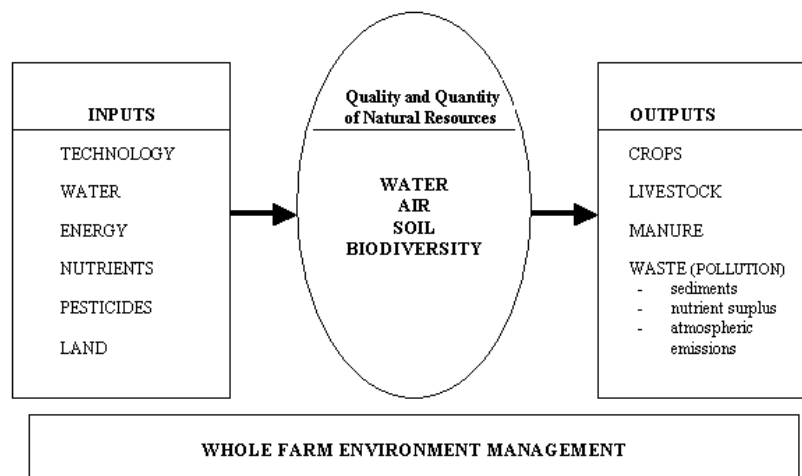 INPUTS
TECHNOLOGY
WATER
ENERGY
NUTRIENTS
PESTICIDES
LAND
Quality and Quantity
of Natural Resources
WATER
AIR
SOIL
BIODIVERSITY
OUTPUTS
CROPS
LIVESTOCK
MANURE
WASTE (POLLUTION)
- sediments
- nutrient surplus
- atmospheric
emissions
WHOLE FARM ENVIRONMENT MANAGEMENT